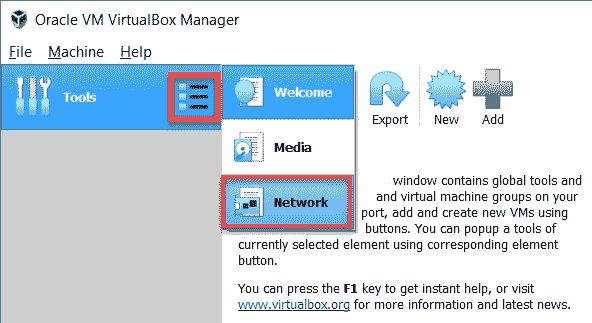 Oracle VM VirtualBox Manager
File Machine Help
Tools
Welcome
Media
Network
Export New Add
window contains global tools and
and virtual machine groups on your
port, add and create new VMs using
buttons. You can popup a tools of
currently selected element using corresponding element
button.
You can press the F1 key to get instant help, or visit
www.virtualbox.org for more information and latest news.